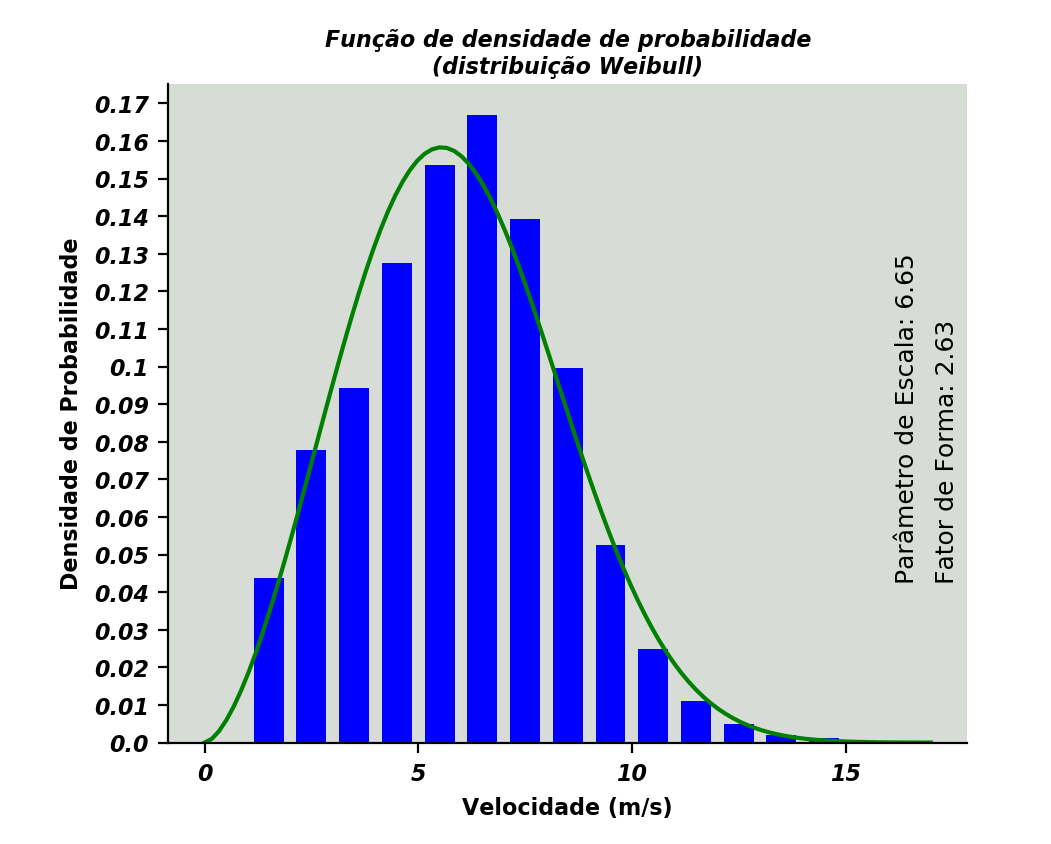 Função de densidade de probabilidade
(distribuição Weibull)
0.17
0.16
0.15
0.14
0.13
0.12
0.11
0.1
0.09
0.08
0.07
0.06
0.05
0.04
0.03
0.02
0.01
0.0
Densidade de Probabilidade
Parâmetro de Escala: 6.65
Fator de Forma: 2.63
0 5 10 15
Velocidade (m/s)